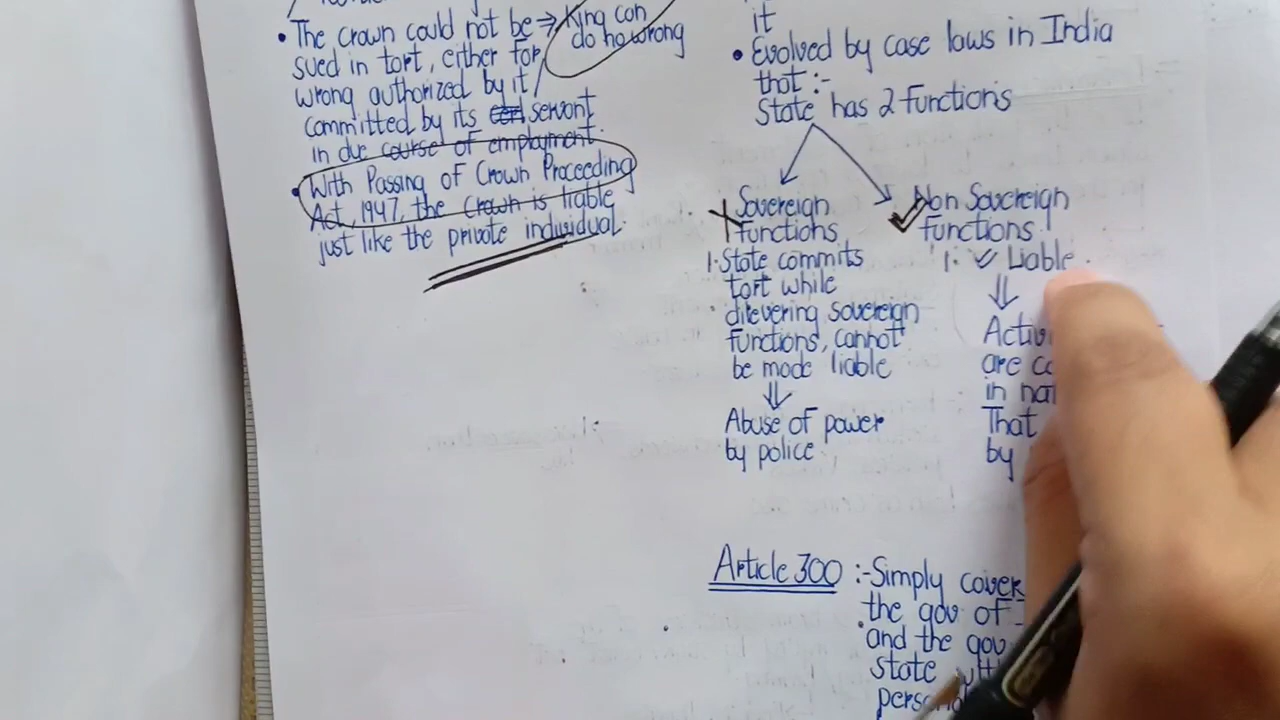 • The crown could not be → King can
do no wrong
sued in tort, either for
wrong authorized by it /
committed by its servant
in due course of employment.
• With Passing of Crown Proceeding
Act, 1947, the Crown is liable
just like the private individual.
it
• Evolved by case laws in India
that :-
State has 2 functions
Sovereign
functions
1. State commits
tort while
dilevering sovereign
functions, cannot
be made liable
Abuse of power
by police
Non Sovereign
functions
1. ✓ Liable
are
That
by
Article 300 :- Simply
the gov of
and the gov
state